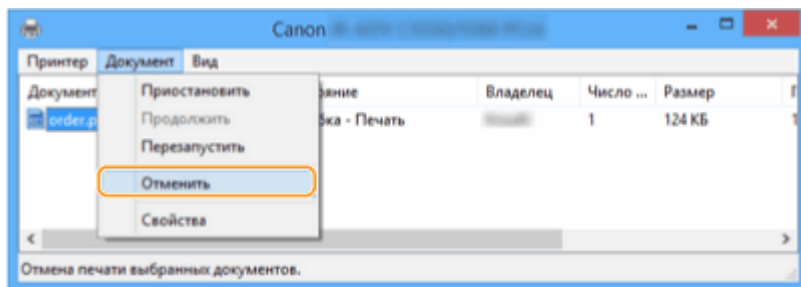 Canon
Принтер Документ Вид
Документ Приостановить яние Владелец Число ... Размер
order.p Продолжить бка - Печать 1 124 КБ
Перезапустить
Отменить
Свойства
Отмена печати выбранных документов.